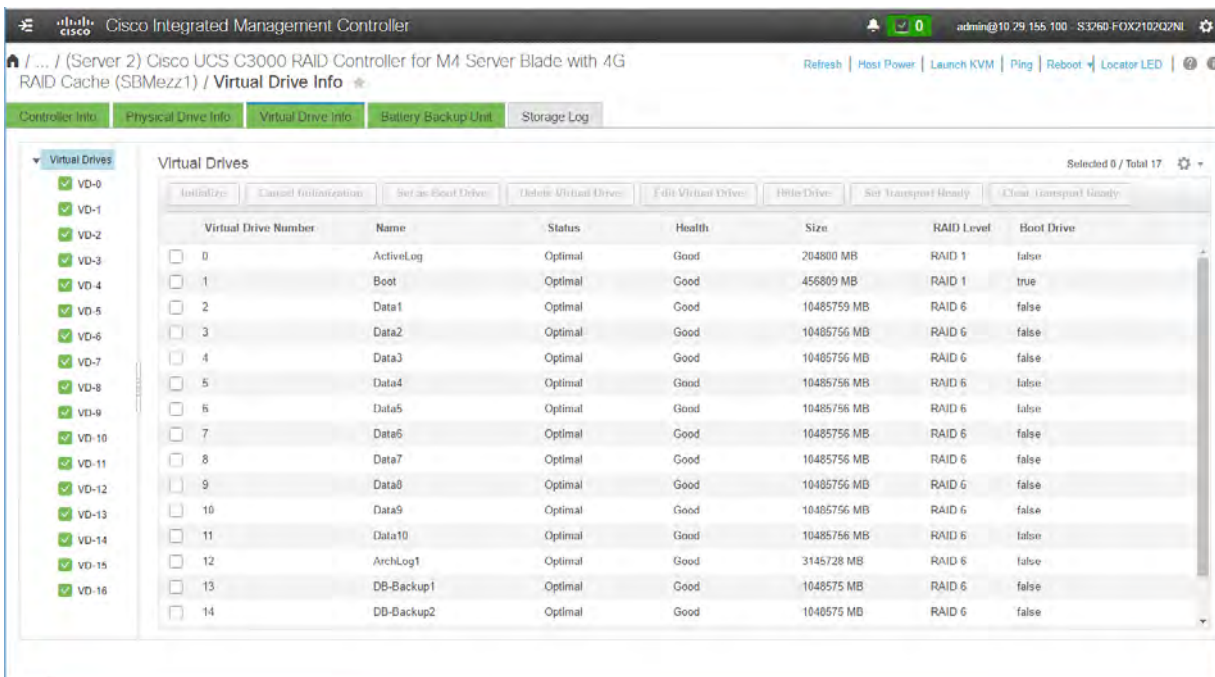 cisco Cisco Integrated Management Controller 0 admin@10.29.155.100 - S3260-FOX2102Q2NL
/ ... / (Server 2) Cisco UCS C3000 RAID Controller for M4 Server Blade with 4G
RAID Cache (SBMezz1) / Virtual Drive Info
Refresh | Host Power | Launch KVM | Ping | Reboot | Locator LED |
Controller Info Physical Drive Info Virtual Drive Info Battery Backup Unit Storage Log
Virtual Drives
VD-0
VD-1
VD-2
VD-3
VD-4
VD-5
VD-6
VD-7
VD-8
VD-9
VD-10
VD-11
VD-12
VD-13
VD-14
VD-15
VD-16
Virtual Drives Selected 0 / Total 17
Initialize Cancel Initialization Set as Boot Drive Delete Virtual Drive Edit Virtual Drive Hide Drive Set Transport Ready Clear Transport Ready
Virtual Drive Number Name Status Health Size RAID Level Boot Drive
0 ActiveLog Optimal Good 204800 MB RAID 1 false
1 Boot Optimal Good 456809 MB RAID 1 true
2 Data1 Optimal Good 10485759 MB RAID 6 false
3 Data2 Optimal Good 10485756 MB RAID 6 false
4 Data3 Optimal Good 10485756 MB RAID 6 false
5 Data4 Optimal Good 10485756 MB RAID 6 false
6 Data5 Optimal Good 10485756 MB RAID 6 false
7 Data6 Optimal Good 10485756 MB RAID 6 false
8 Data7 Optimal Good 10485756 MB RAID 6 false
9 Data8 Optimal Good 10485756 MB RAID 6 false
10 Data9 Optimal Good 10485756 MB RAID 6 false
11 Data10 Optimal Good 10485756 MB RAID 6 false
12 ArchLog1 Optimal Good 3145728 MB RAID 6 false
13 DB-Backup1 Optimal Good 1048575 MB RAID 6 false
14 DB-Backup2 Optimal Good 1048575 MB RAID 6 false